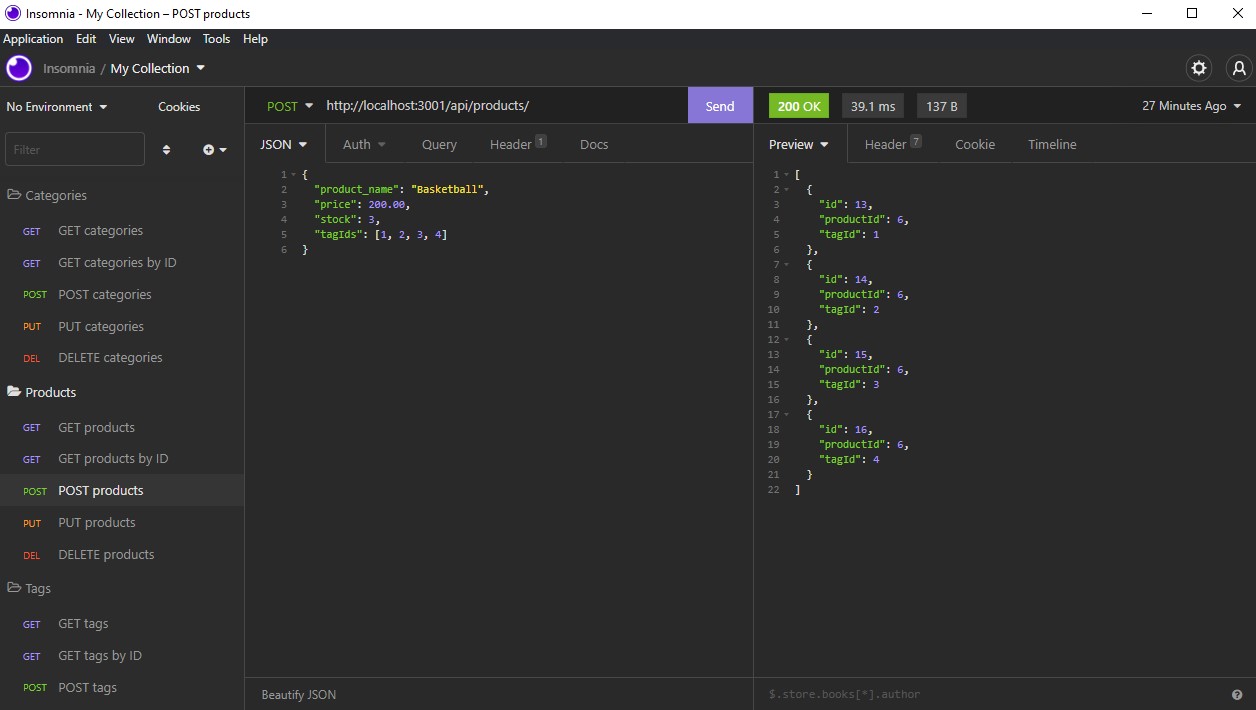 Insomnia - My Collection – POST products
Application Edit View Window Tools Help
Insomnia / My Collection
No Environment Cookies
Filter
Categories
GET GET categories
GET GET categories by ID
POST POST categories
PUT PUT categories
DEL DELETE categories
Products
GET GET products
GET GET products by ID
POST POST products
PUT PUT products
DEL DELETE products
Tags
GET GET tags
GET GET tags by ID
POST POST tags
POST http://localhost:3001/api/products/ Send
JSON Auth Query Header 1 Docs
1 {
2 "product_name": "Basketball",
3 "price": 200.00,
4 "stock": 3,
5 "tagIds": [1, 2, 3, 4]
6 }
Beautify JSON
200 OK 39.1 ms 137 B 27 Minutes Ago
Preview Header 7 Cookie Timeline
1 [
2 {
3 "id": 13,
4 "productId": 6,
5 "tagId": 1
6 },
7 {
8 "id": 14,
9 "productId": 6,
10 "tagId": 2
11 },
12 {
13 "id": 15,
14 "productId": 6,
15 "tagId": 3
16 },
17 {
18 "id": 16,
19 "productId": 6,
20 "tagId": 4
21 }
22 ]
$.store.books[*].author